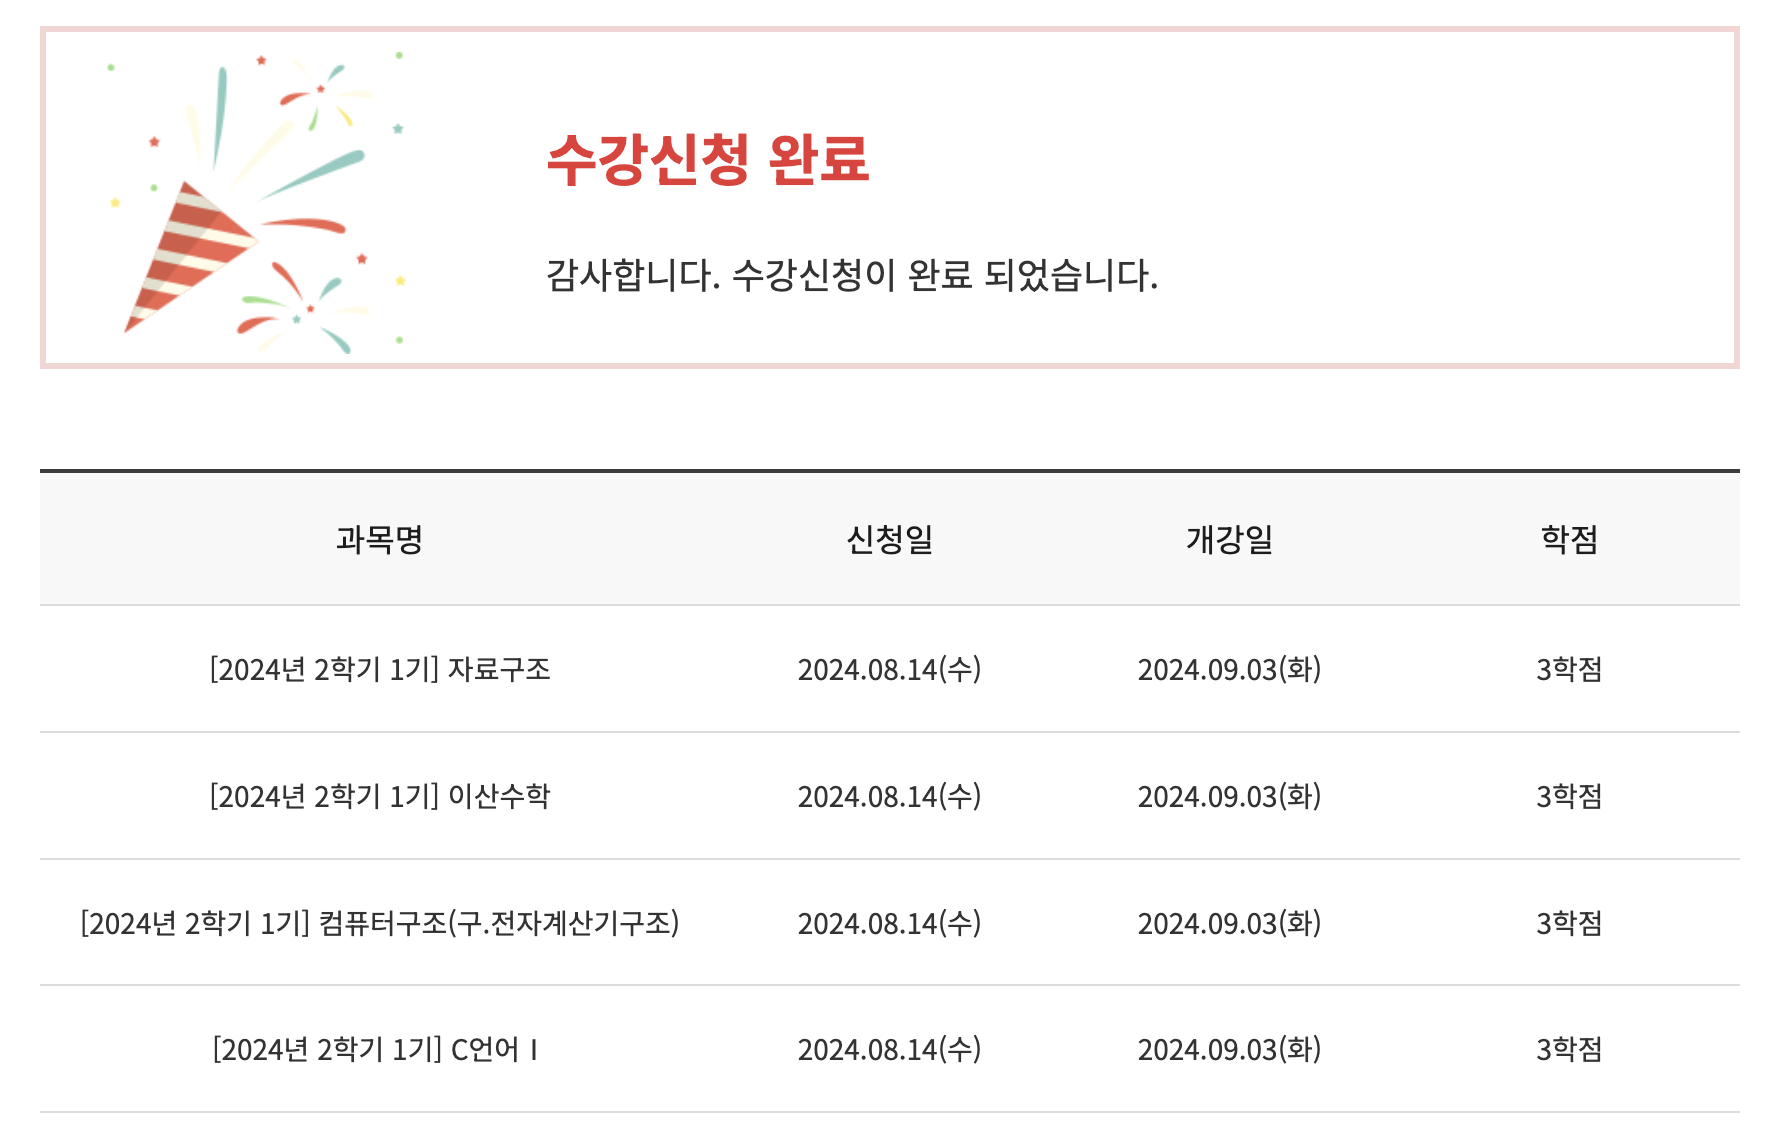 수강신청 완료
감사합니다. 수강신청이 완료 되었습니다.
과목명 신청일 개강일 학점
[2024년 2학기 1기] 자료구조 2024.08.14(수) 2024.09.03(화) 3학점
[2024년 2학기 1기] 이산수학 2024.08.14(수) 2024.09.03(화) 3학점
[2024년 2학기 1기] 컴퓨터구조(구.전자계산기구조) 2024.08.14(수) 2024.09.03(화) 3학점
[2024년 2학기 1기] C언어 Ⅰ 2024.08.14(수) 2024.09.03(화) 3학점